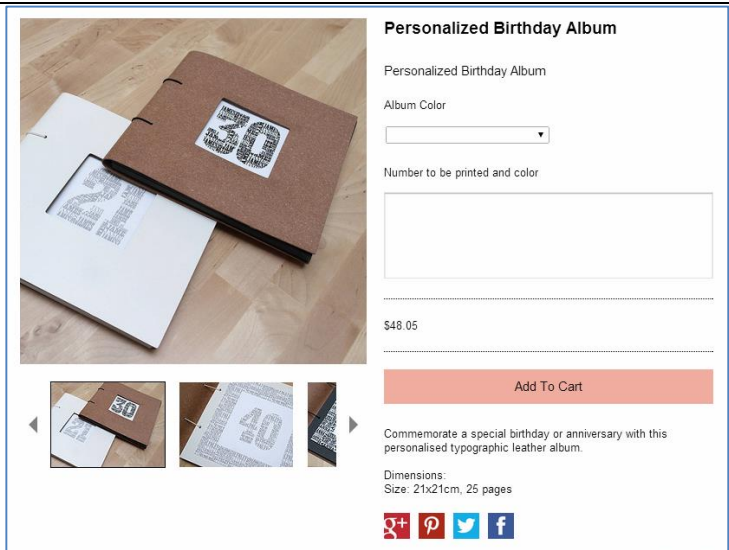 Personalized Birthday Album
Personalized Birthday Album
Album Color
Number to be printed and color
$48.05
Add To Cart
Commemorate a special birthday or anniversary with this
personalised typographic leather album.
Dimensions:
Size: 21x21cm, 25 pages
30
21
30
21
40
g+
f